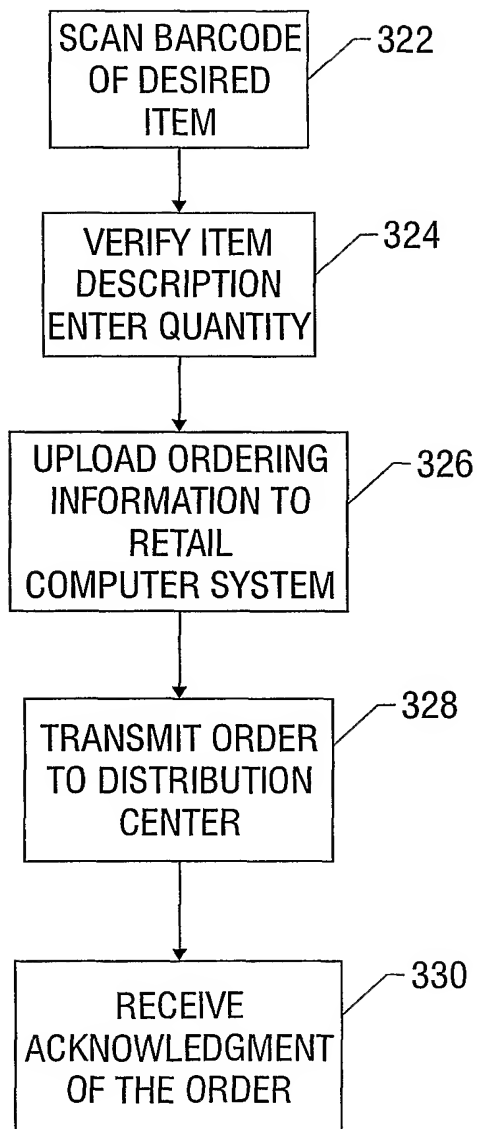 SCAN BARCODE
OF DESIRED
ITEM
322
VERIFY ITEM
DESCRIPTION
ENTER QUANTITY
324
UPLOAD ORDERING
INFORMATION TO
RETAIL
COMPUTER SYSTEM
326
TRANSMIT ORDER
TO DISTRIBUTION
CENTER
328
RECEIVE
ACKNOWLEDGMENT
OF THE ORDER
330